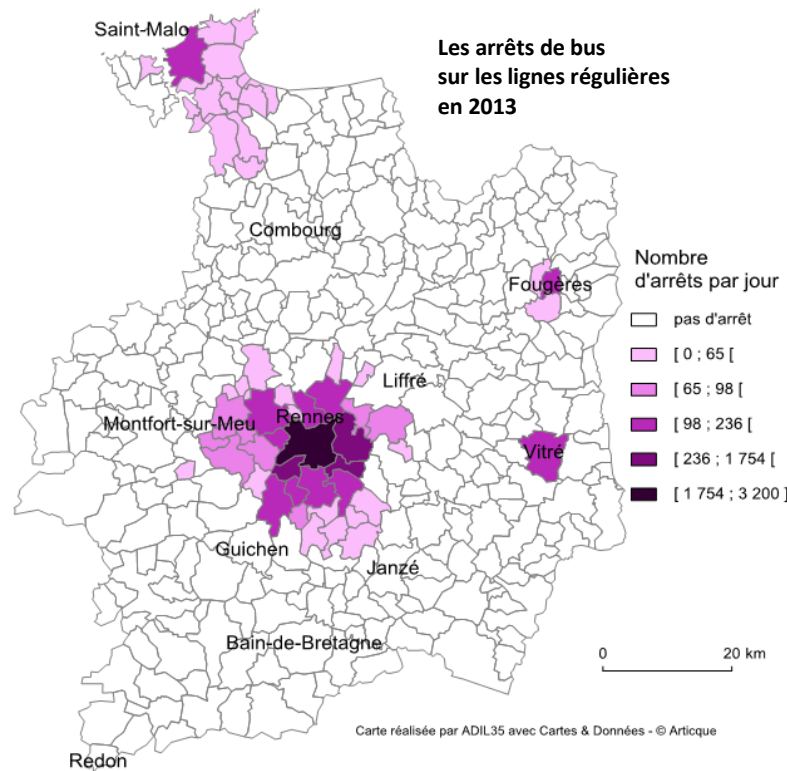 Saint-Malo
Les arrêts de bus
sur les lignes régulières
en 2013
Combourg
Fougères
Nombre
d'arrêts par jour
pas d'arrêt
[ 0 ; 65 [
[ 65 ; 98 [
[ 98 ; 236 [
[ 236 ; 1 754 [
[ 1 754 ; 3 200 ]
Liffré
Montfort-sur-Meu
Rennes
Vitré
Guichen
Janzé
Bain-de-Bretagne
0
20 km
Carte réalisée par ADIL35 avec Cartes & Données - © Articque
Redon